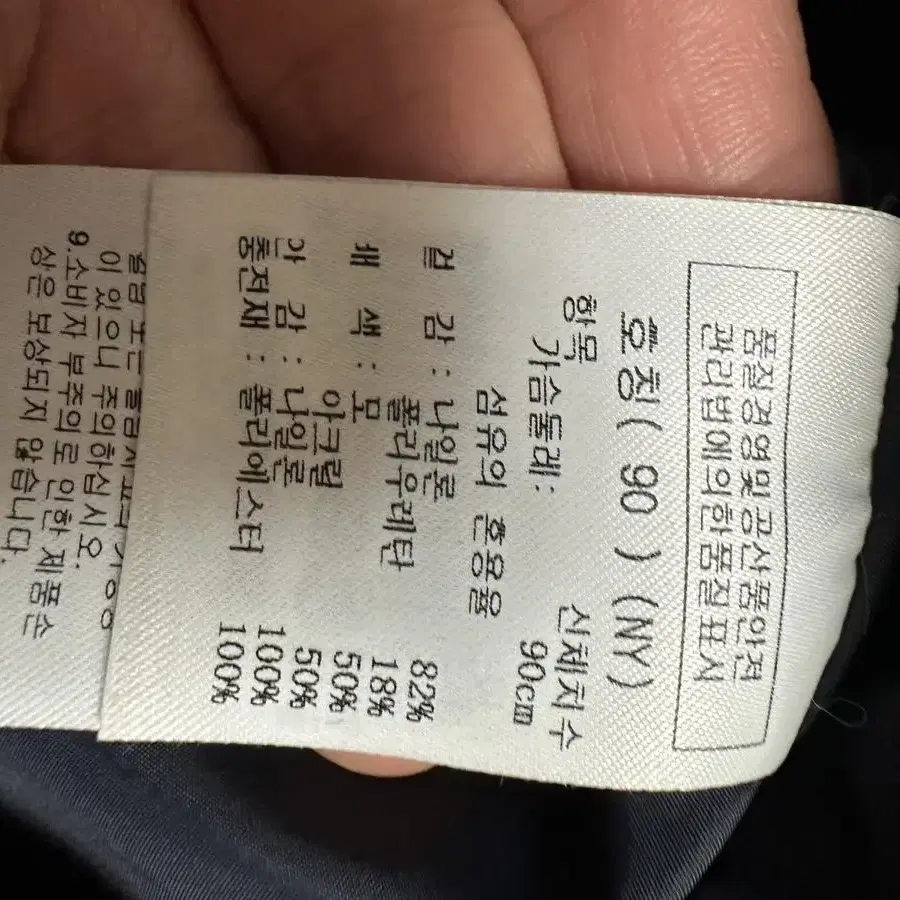 품질경영및공산품안전
관리법에의한품질표시
호칭( 90 ) (NY)
항목 신체치수
가슴둘레: 90cm
섬유의 혼용율
겉 감 : 나일론 82%
폴리우레탄 18%
배 색 : 모 50%
아크릴 50%
안 감 : 나일론 100%
충전재 : 폴리에스터 100%
또는
이 있으니 주의하십시요.
9.소비자 부주의로 인한 제품손
상은 보상되지 않습니다.